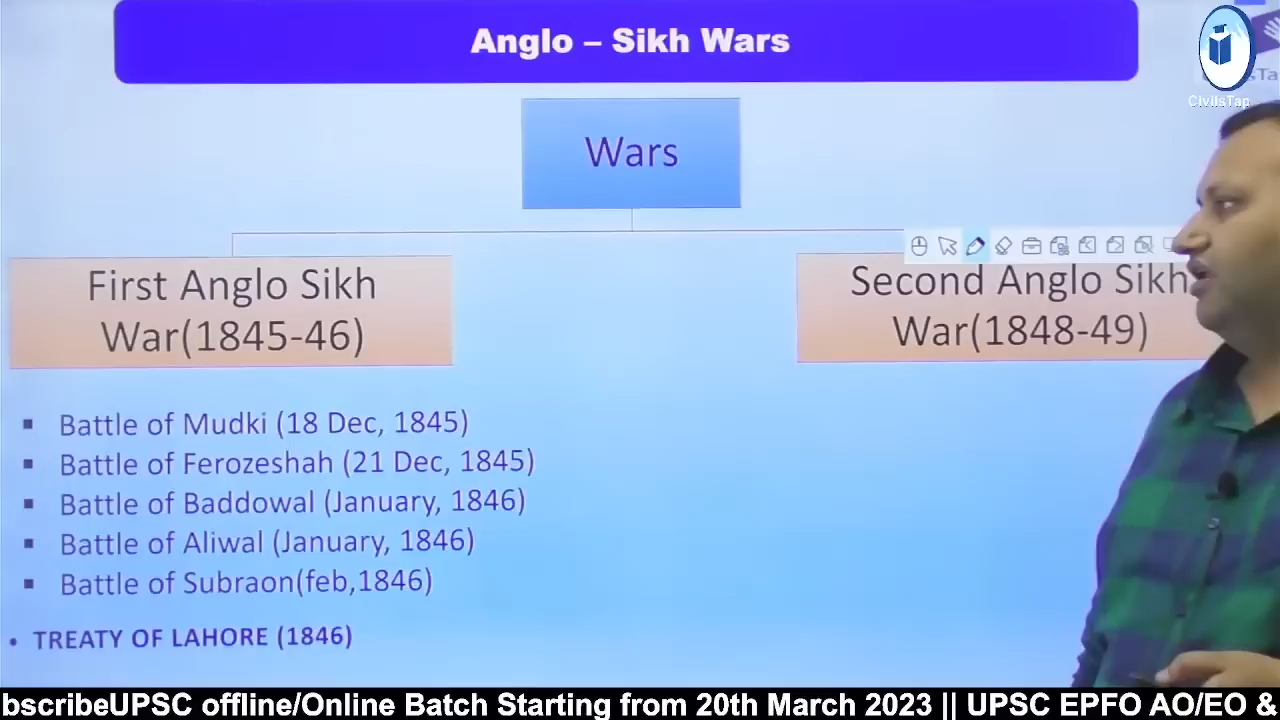 Anglo – Sikh Wars
CivilsTap
Wars
First Anglo Sikh
War(1845-46)
Second Anglo Sikh
War(1848-49)
▪ Battle of Mudki (18 Dec, 1845)
▪ Battle of Ferozeshah (21 Dec, 1845)
▪ Battle of Baddowal (January, 1846)
▪ Battle of Aliwal (January, 1846)
▪ Battle of Subraon(feb,1846)
• TREATY OF LAHORE (1846)
bscribeUPSC offline/Online Batch Starting from 20th March 2023 || UPSC EPFO AO/EO &